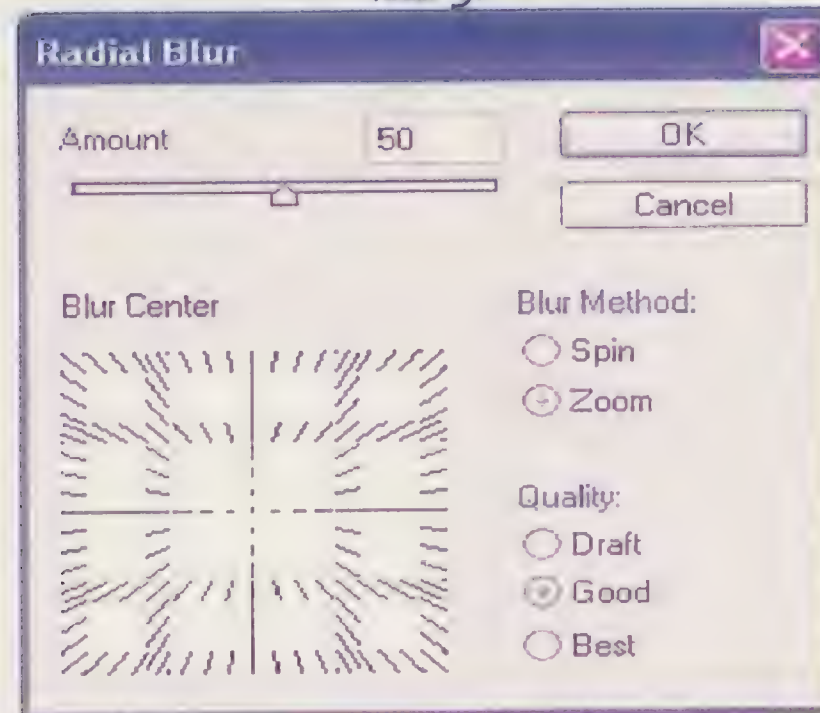 Radial Blur
Amount 50
OK
Cancel
Blur Center
Blur Method:
Spin
Zoom
Quality:
Draft
Good
Best